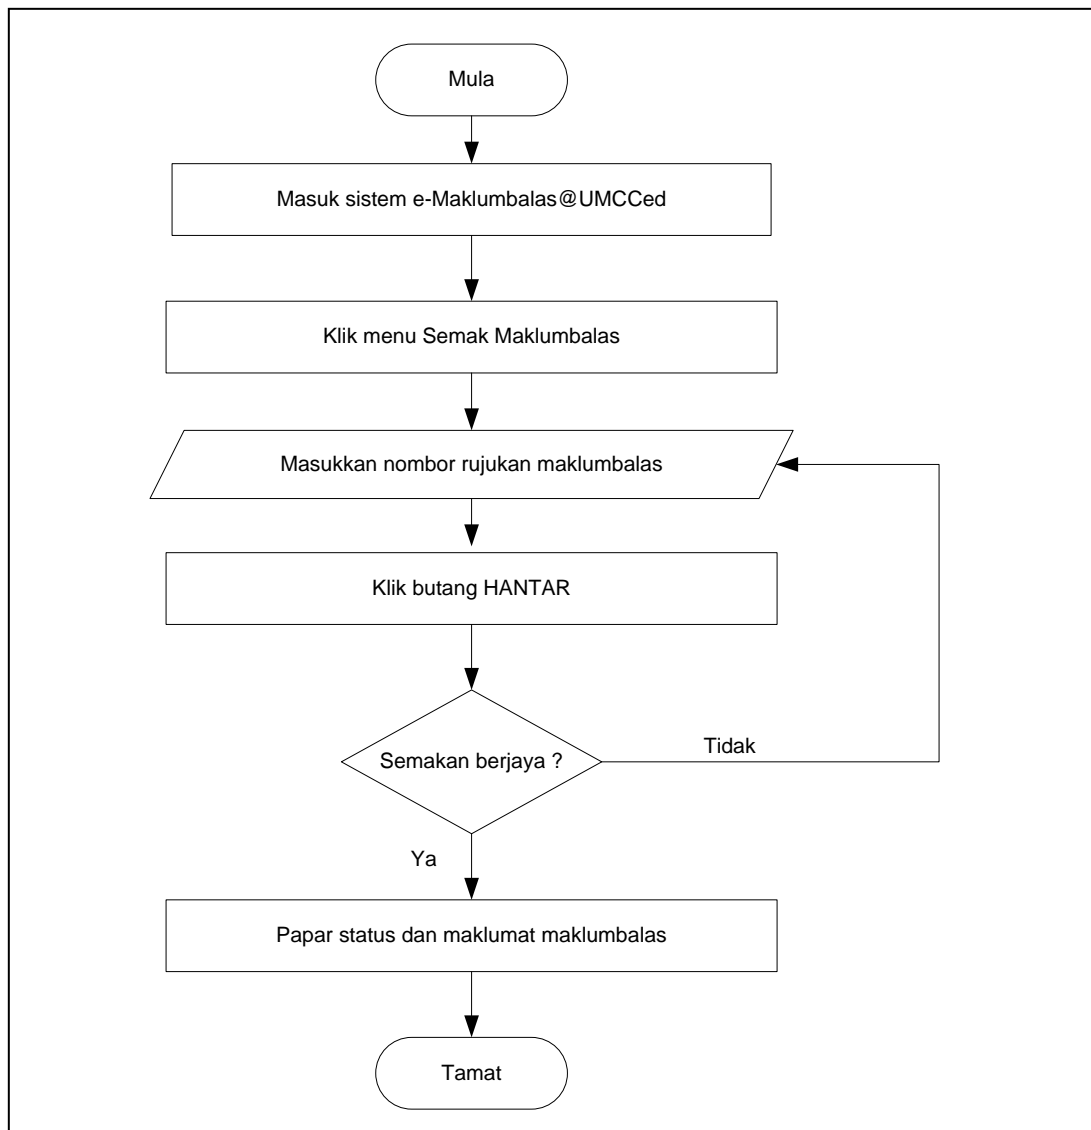 Mula
Masuk sistem e-Maklumbalas@UMCCed
Klik menu Semak Maklumbalas
Masukkan nombor rujukan maklumbalas
Klik butang HANTAR
Semakan berjaya ?
Tidak
Ya
Papar status dan maklumat maklumbalas
Tamat